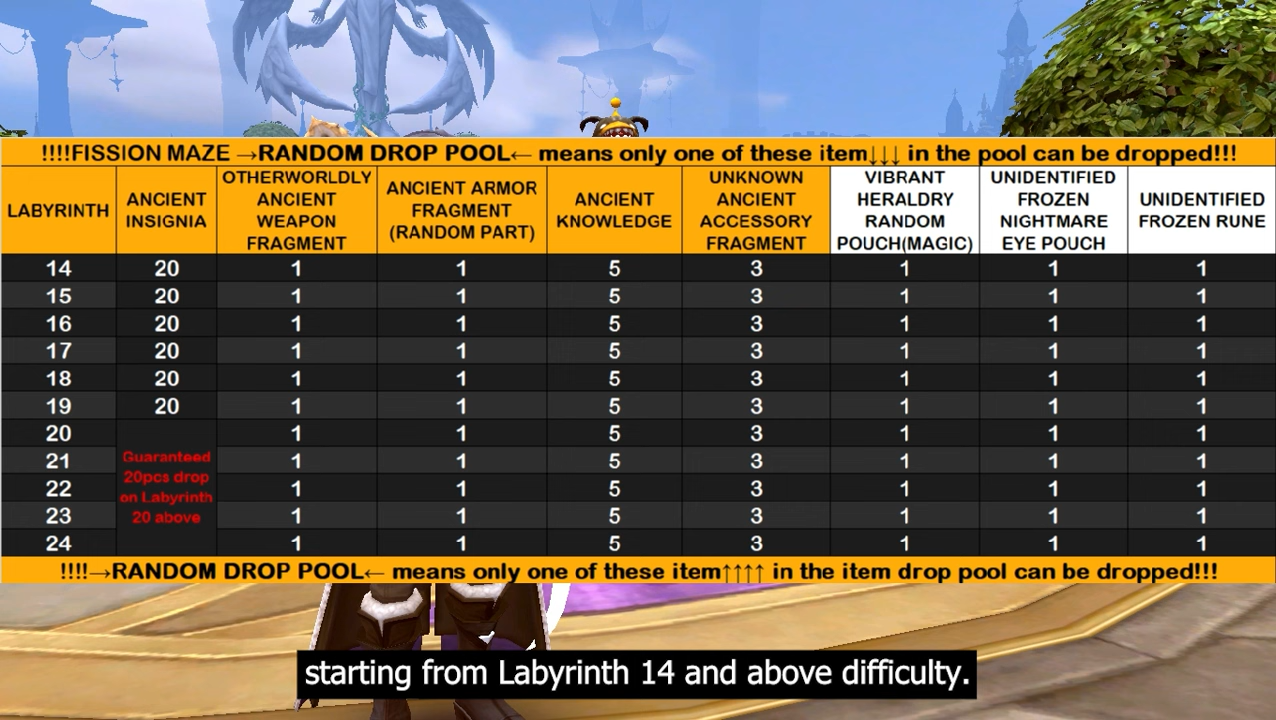 !!!!FISSION MAZE →RANDOM DROP POOL← means only one of these item↓↓↓ in the pool can be dropped!!!
LABYRINTH
ANCIENT
INSIGNIA
OTHERWORLDLY
ANCIENT
WEAPON
FRAGMENT
ANCIENT ARMOR
FRAGMENT
(RANDOM PART)
ANCIENT
KNOWLEDGE
UNKNOWN
ANCIENT
ACCESSORY
FRAGMENT
VIBRANT
HERALDRY
RANDOM
POUCH(MAGIC)
UNIDENTIFIED
FROZEN
NIGHTMARE
EYE POUCH
UNIDENTIFIED
FROZEN RUNE
14 20 1 1 5 3 1 1 1
15 20 1 1 5 3 1 1 1
16 20 1 1 5 3 1 1 1
17 20 1 1 5 3 1 1 1
18 20 1 1 5 3 1 1 1
19 20 1 1 5 3 1 1 1
20 1 1 5 3 1 1 1
21 1 1 5 3 1 1 1
22 1 1 5 3 1 1 1
23 1 1 5 3 1 1 1
24 1 1 5 3 1 1 1
Guaranteed
20pcs drop
on Labyrinth
20 above
!!!!→RANDOM DROP POOL← means only one of these item↑↑↑↑ in the item drop pool can be dropped!!!
starting from Labyrinth 14 and above difficulty.